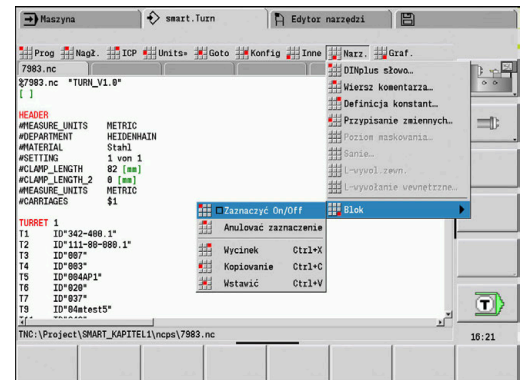 Maszyna
smart.Turn
Edytor narzędzi
Prog Nagł. ICP Units» Goto Konfig Inne Narz. Graf.
7983.nc
%7983.nc "TURN_V1.0"
[ ]
HEADER
#MEASURE_UNITS METRIC
#DEPARTMENT HEIDENHAIN
#MATERIAL Stahl
#SETTING 1 von 1
#CLAMP_LENGTH 82 [mm]
#CLAMP_LENGTH_2 0 [mm]
#MEASURE_UNITS METRIC
#CARRIAGES $1
TURRET 1
T1 ID"342-400.1"
T2 ID"111-80-080.1"
T3 ID"007"
T4 ID"003"
T5 ID"004AP1"
T6 ID"020"
T7 ID"037"
T8 ID"04mtest5"
DINplus słowo…
Wiersz komentarza…
Definicja konstant…
Przypisanie zmiennych…
Poziom maskowania…
Sanie…
L-wywoł.zewn.
L-wywołanie wewnętrzne…
Blok
Zaznaczyć On/Off
Anulować zaznaczenie
Wycinek Ctrl+X
Kopiowanie Ctrl+C
Wstawić Ctrl+V
TNC:\Project\SMART_KAPITEL1\ncps\7983.nc
T
16:21